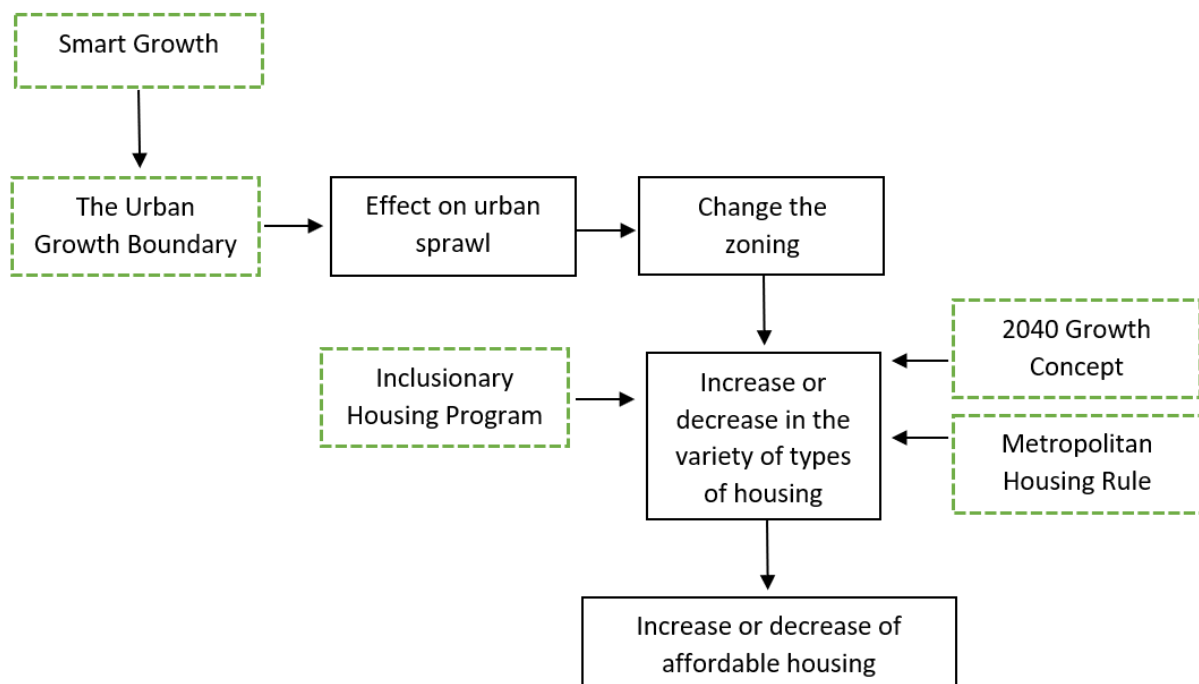 Smart Growth
The Urban
Growth Boundary
Effect on urban
sprawl
Change the
zoning
2040 Growth
Concept
Inclusionary
Housing Program
Increase or
decrease in the
variety of types
of housing
Metropolitan
Housing Rule
Increase or decrease of
affordable housing